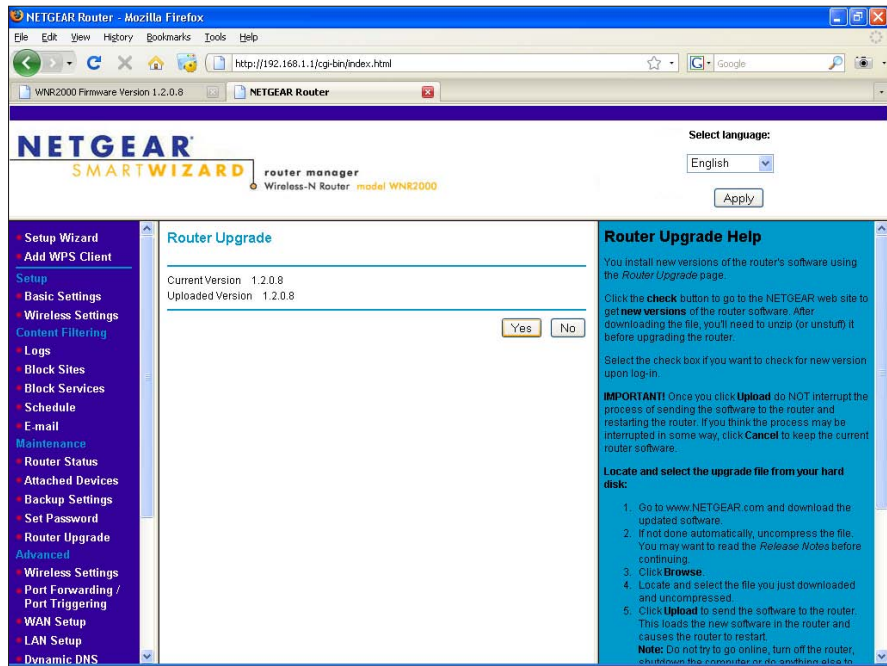 NETGEAR Router - Mozilla Firefox
File Edit View History Bookmarks Tools Help
http://192.168.1.1/cgi-bin/index.html
Google
WNR2000 Firmware Version 1.2.0.8
NETGEAR Router
NETGEAR
SMARTWIZARD
router manager
Wireless-N Router model WNR2000
Select language:
English
Apply
Setup Wizard
Add WPS Client
Setup
Basic Settings
Wireless Settings
Content Filtering
Logs
Block Sites
Block Services
Schedule
E-mail
Maintenance
Router Status
Attached Devices
Backup Settings
Set Password
Router Upgrade
Advanced
Wireless Settings
Port Forwarding /
Port Triggering
WAN Setup
LAN Setup
Dynamic DNS
Router Upgrade
Current Version 1.2.0.8
Uploaded Version 1.2.0.8
Yes No
Router Upgrade Help
You install new versions of the router's software using
the Router Upgrade page.
Click the check button to go to the NETGEAR web site to
get new versions of the router software. After
downloading the file, you'll need to unzip (or unstuff) it
before upgrading the router.
Select the check box if you want to check for new version
upon log-in.
IMPORTANT! Once you click Upload do NOT interrupt the
process of sending the software to the router and
restarting the router. If you think the process may be
interrupted in some way, click Cancel to keep the current
router software.
Locate and select the upgrade file from your hard
disk:
1. Go to www.NETGEAR.com and download the
updated software.
2. If not done automatically, uncompress the file.
You may want to read the Release Notes before
continuing.
3. Click Browse.
4. Locate and select the file you just downloaded
and uncompressed.
5. Click Upload to send the software to the router.
This loads the new software in the router and
causes the router to restart.
Note: Do not try to go online, turn off the router,
shutdown the computer or do anything else to